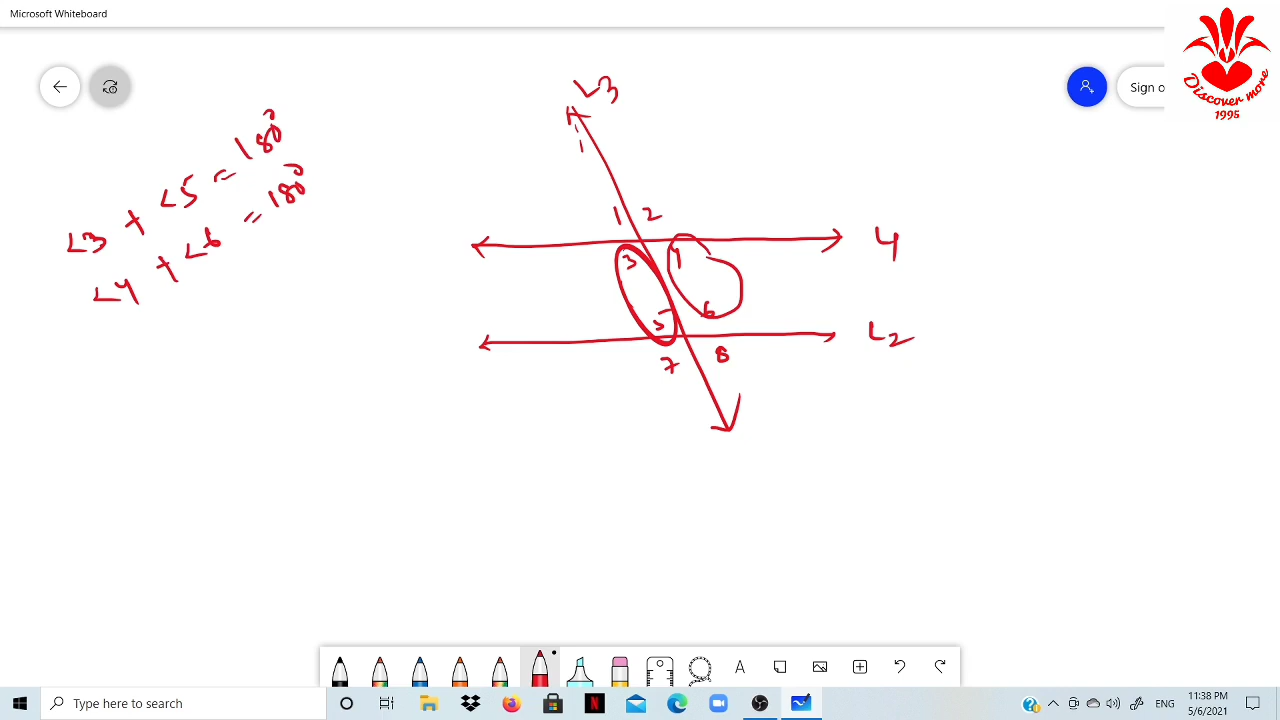 Microsoft Whiteboard
Discover more
1995
Sign o
L3
∠3 + ∠5 = 180°
∠4 + ∠6 = 180°
1 2
4
3 4
5 6
L2
7 8
A
Type here to search
ENG
11:38 PM
5/6/2021